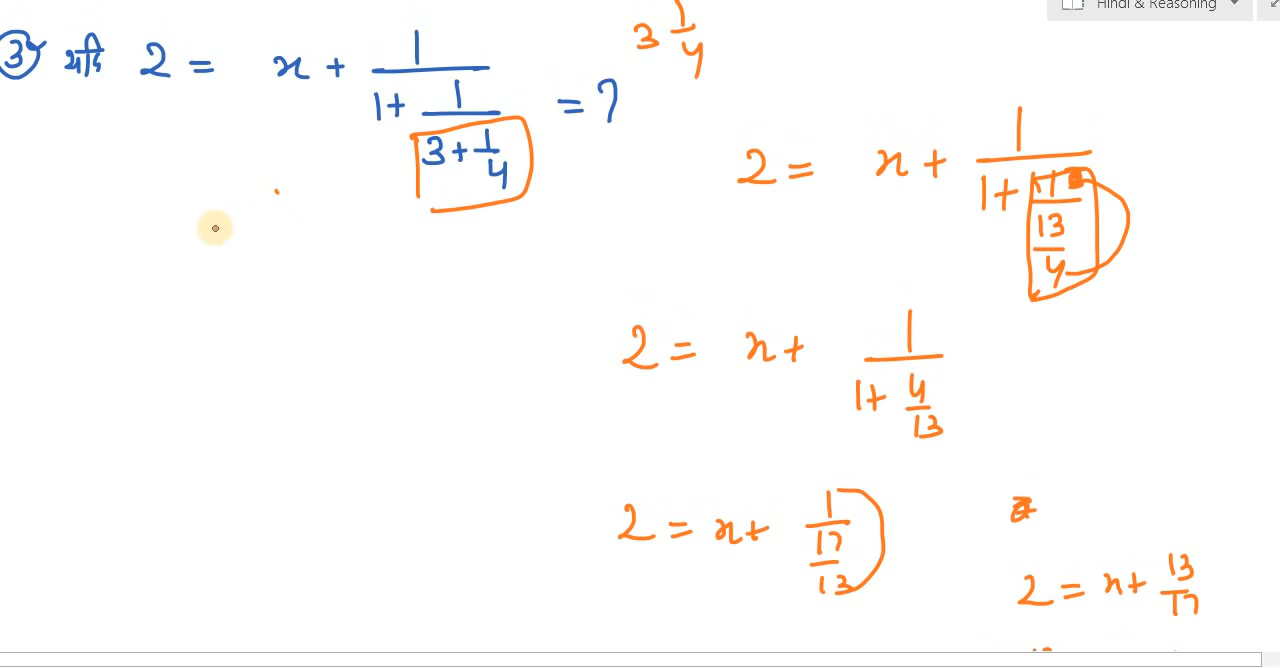 Hindi & Reasoning
③ यदि 2 = x + 1/(1 + 1/(3 + 1/4)) = ?
3 1/4
2 = x + 1/(1 + 1/(13/4))
2 = x + 1/(1 + 4/13)
2 = x + 1/(17/13)
2 = x + 13/17